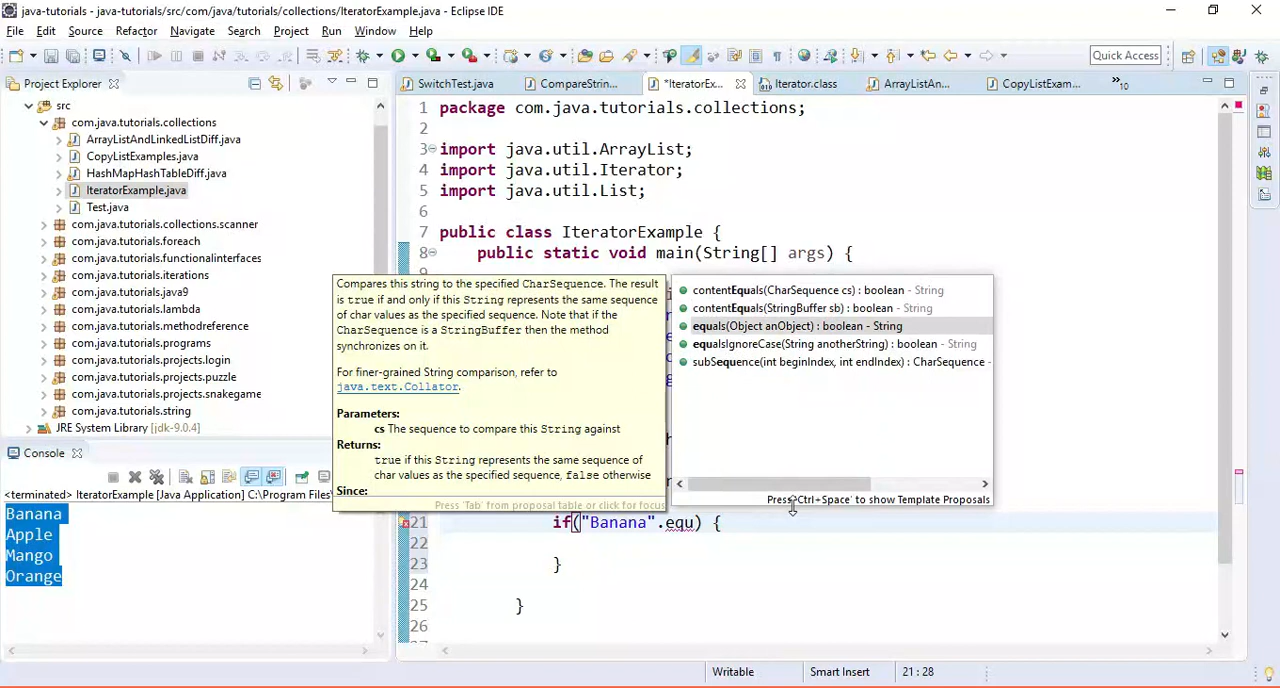 java-tutorials - java-tutorials/src/com/java/tutorials/collections/IteratorExample.java - Eclipse IDE
File Edit Source Refactor Navigate Search Project Run Window Help
Quick Access
Project Explorer
SwitchTest.java CompareStrin... *IteratorEx... Iterator.class ArrayListAn... CopyListExam... »10
src
com.java.tutorials.collections
ArrayListAndLinkedListDiff.java
CopyListExamples.java
HashMapHashTableDiff.java
IteratorExample.java
Test.java
com.java.tutorials.collections.scanner
com.java.tutorials.foreach
com.java.tutorials.functionalinterfaces
com.java.tutorials.iterations
com.java.tutorials.java9
com.java.tutorials.lambda
com.java.tutorials.methodreference
com.java.tutorials.programs
com.java.tutorials.projects.login
com.java.tutorials.projects.puzzle
com.java.tutorials.projects.snakegame
com.java.tutorials.string
JRE System Library [jdk-9.0.4]
1 package com.java.tutorials.collections;
2
3 import java.util.ArrayList;
4 import java.util.Iterator;
5 import java.util.List;
6
7 public class IteratorExample {
8 public static void main(String[] args) {
Compares this string to the specified CharSequence. The result
is true if and only if this String represents the same sequence
of char values as the specified sequence. Note that if the
CharSequence is a StringBuffer then the method
synchronizes on it.
For finer-grained String comparison, refer to
java.text.Collator.
Parameters:
cs The sequence to compare this String against
Returns:
true if this String represents the same sequence of
char values as the specified sequence, false otherwise
Since:
Press 'Tab' from proposal table or click for focus
contentEquals(CharSequence cs) : boolean - String
contentEquals(StringBuffer sb) : boolean - String
equals(Object anObject) : boolean - String
equalsIgnoreCase(String anotherString) : boolean - String
subSequence(int beginIndex, int endIndex) : CharSequence -
Press 'Ctrl+Space' to show Template Proposals
21 if("Banana".equ) {
22
23 }
24
25 }
26
Console
<terminated> IteratorExample [Java Application] C:\Program Files\
Banana
Apple
Mango
Orange
Writable Smart Insert 21 : 28